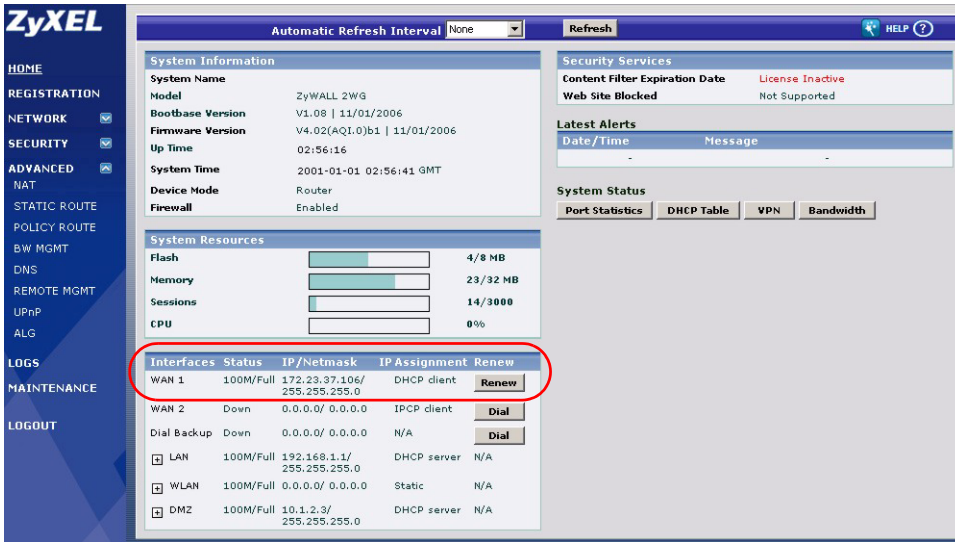 ZyXEL
HOME
REGISTRATION
NETWORK
SECURITY
ADVANCED
NAT
STATIC ROUTE
POLICY ROUTE
BW MGMT
DNS
REMOTE MGMT
UPnP
ALG
LOGS
MAINTENANCE
LOGOUT
Automatic Refresh Interval None Refresh HELP ?
System Information
System Name
Model ZyWALL 2WG
Bootbase Version V1.08 | 11/01/2006
Firmware Version V4.02(AQI.0)b1 | 11/01/2006
Up Time 02:56:16
System Time 2001-01-01 02:56:41 GMT
Device Mode Router
Firewall Enabled
System Resources
Flash 4/8 MB
Memory 23/32 MB
Sessions 14/3000
CPU 0%
Interfaces Status IP/Netmask IP Assignment Renew
WAN 1 100M/Full 172.23.37.106/ DHCP client Renew
255.255.255.0
WAN 2 Down 0.0.0.0/ 0.0.0.0 IPCP client Dial
Dial Backup Down 0.0.0.0/ 0.0.0.0 N/A Dial
+ LAN 100M/Full 192.168.1.1/ DHCP server N/A
255.255.255.0
+ WLAN 100M/Full 0.0.0.0/ 0.0.0.0 Static N/A
+ DMZ 100M/Full 10.1.2.3/ DHCP server N/A
255.255.255.0
Security Services
Content Filter Expiration Date License Inactive
Web Site Blocked Not Supported
Latest Alerts
Date/Time Message
- -
System Status
Port Statistics DHCP Table VPN Bandwidth